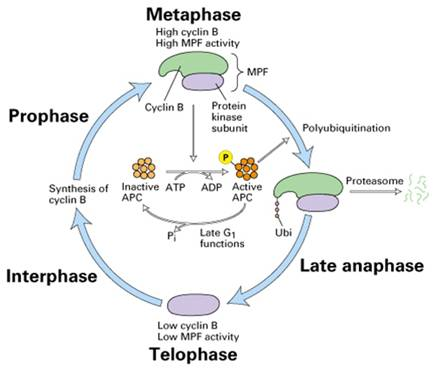 Metaphase
High cyclin B
High MPF activity
MPF
Cyclin B
Protein
kinase
subunit
Prophase
Polyubiquitination
P
Synthesis of
cyclin B
Inactive
APC
ATP
ADP
Active
APC
Proteasome
Pi
Late G1
functions
Ubi
Interphase
Late anaphase
Low cyclin B
Low MPF activity
Telophase